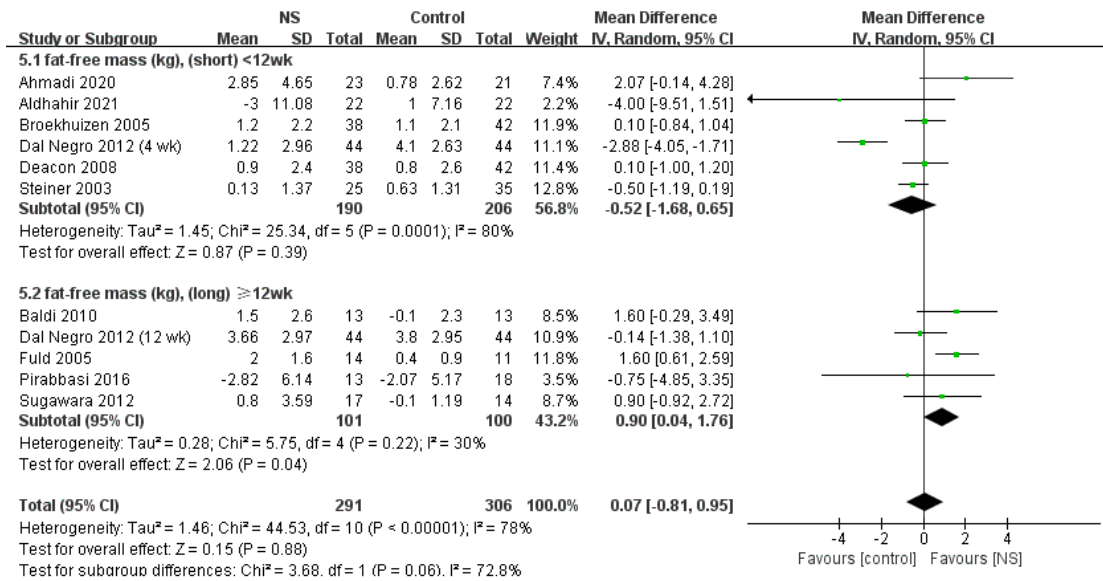 NS Control Mean Difference Mean Difference
Study or Subgroup Mean SD Total Mean SD Total Weight IV, Random, 95% CI IV, Random, 95% CI
5.1 fat-free mass (kg), (short) <12wk
Ahmadi 2020 2.85 4.65 23 0.78 2.62 21 7.4% 2.07 [-0.14, 4.28]
Aldhahir 2021 -3 11.08 22 1 7.16 22 2.2% -4.00 [-9.51, 1.51]
Broekhuizen 2005 1.2 2.2 38 1.1 2.1 42 11.9% 0.10 [-0.84, 1.04]
Dal Negro 2012 (4 wk) 1.22 2.96 44 4.1 2.63 44 11.1% -2.88 [-4.05, -1.71]
Deacon 2008 0.9 2.4 38 0.8 2.6 42 11.4% 0.10 [-1.00, 1.20]
Steiner 2003 0.13 1.37 25 0.63 1.31 35 12.8% -0.50 [-1.19, 0.19]
Subtotal (95% CI) 190 206 56.8% -0.52 [-1.68, 0.65]
Heterogeneity: Tau² = 1.45; Chi² = 25.34, df = 5 (P = 0.0001); I² = 80%
Test for overall effect: Z = 0.87 (P = 0.39)
5.2 fat-free mass (kg), (long) ≥12wk
Baldi 2010 1.5 2.6 13 -0.1 2.3 13 8.5% 1.60 [-0.29, 3.49]
Dal Negro 2012 (12 wk) 3.66 2.97 44 3.8 2.95 44 10.9% -0.14 [-1.38, 1.10]
Fuld 2005 2 1.6 14 0.4 0.9 11 11.8% 1.60 [0.61, 2.59]
Pirabbasi 2016 -2.82 6.14 13 -2.07 5.17 18 3.5% -0.75 [-4.85, 3.35]
Sugawara 2012 0.8 3.59 17 -0.1 1.19 14 8.7% 0.90 [-0.92, 2.72]
Subtotal (95% CI) 101 100 43.2% 0.90 [0.04, 1.76]
Heterogeneity: Tau² = 0.28; Chi² = 5.75, df = 4 (P = 0.22); I² = 30%
Test for overall effect: Z = 2.06 (P = 0.04)
Total (95% CI) 291 306 100.0% 0.07 [-0.81, 0.95]
Heterogeneity: Tau² = 1.46; Chi² = 44.53, df = 10 (P < 0.00001); I² = 78%
Test for overall effect: Z = 0.15 (P = 0.88)
Test for subgroup differences: Chi² = 3.68, df = 1 (P = 0.06), I² = 72.8%
-4 -2 0 2 4
Favours [control] Favours [NS]